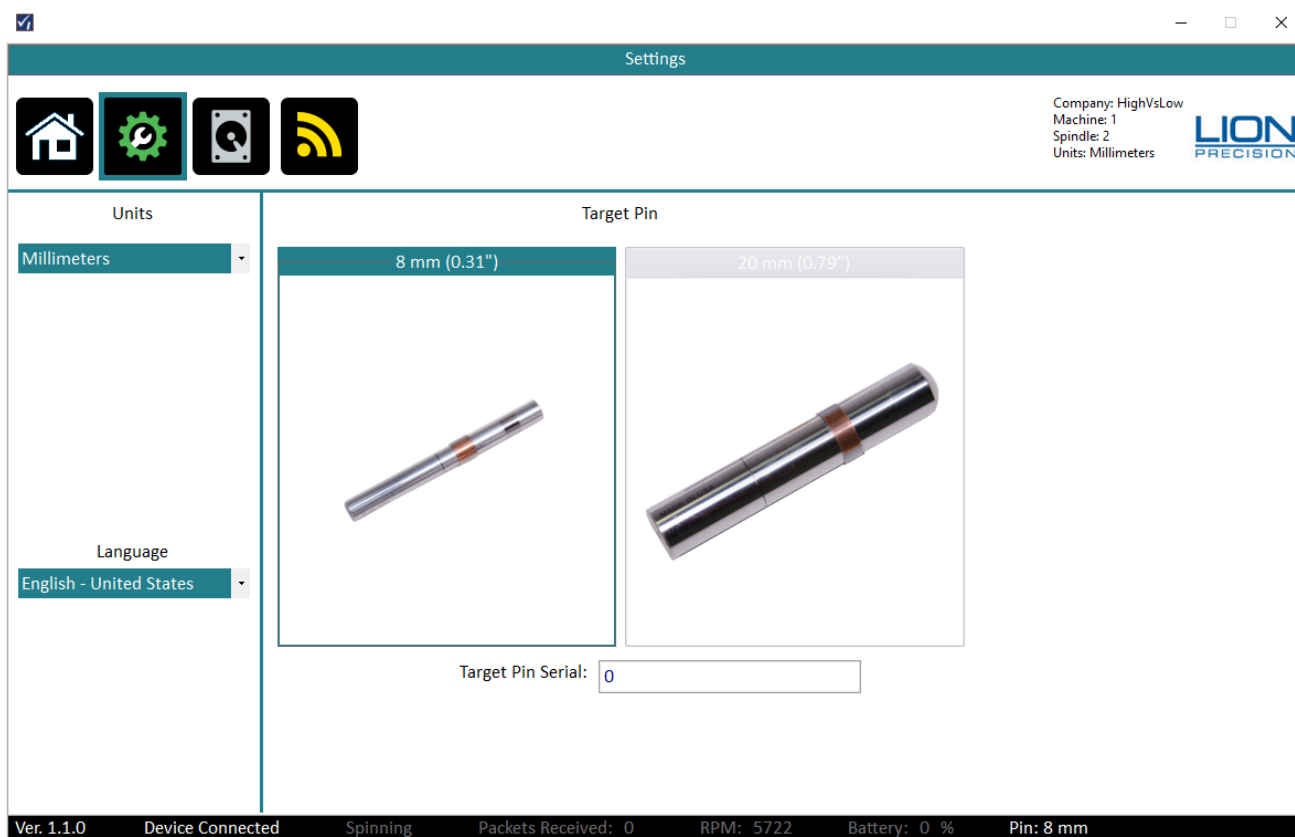 Settings
Company: HighVsLow
Machine: 1
Spindle: 2
Units: Millimeters
LION
PRECISION
Units
Millimeters
Target Pin
8 mm (0.31")
20 mm (0.79")
Language
English - United States
Target Pin Serial: 0
Ver. 1.1.0 Device Connected Spinning Packets Received: 0 RPM: 5722 Battery: 0 % Pin: 8 mm